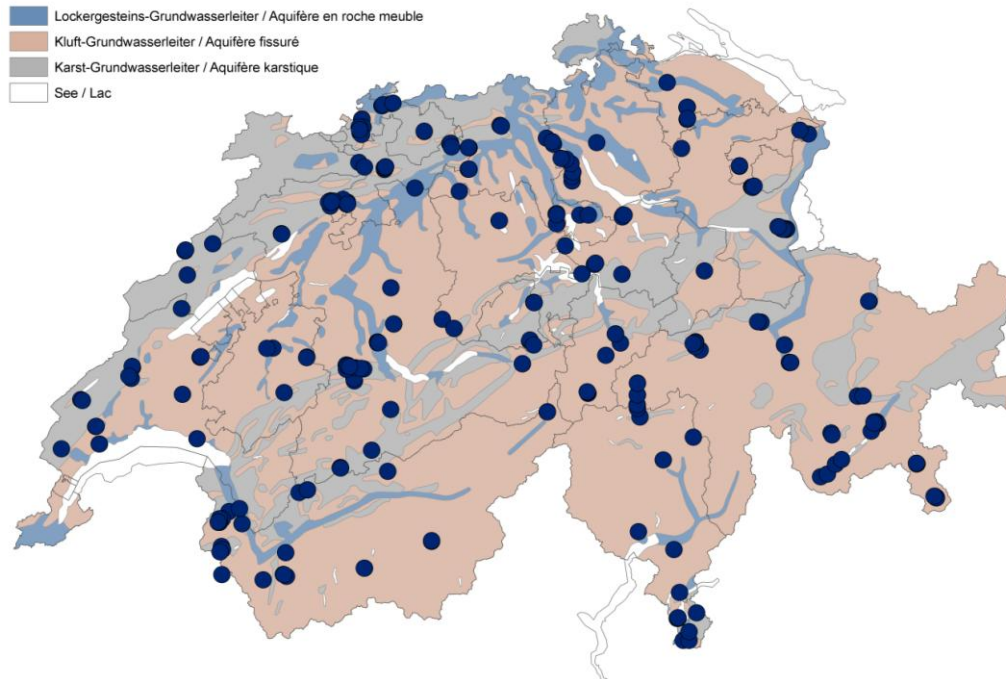 Lockergesteins-Grundwasserleiter / Aquifère en roche meuble
Kluft-Grundwasserleiter / Aquifère fissuré
Karst-Grundwasserleiter / Aquifère karstique
See / Lac